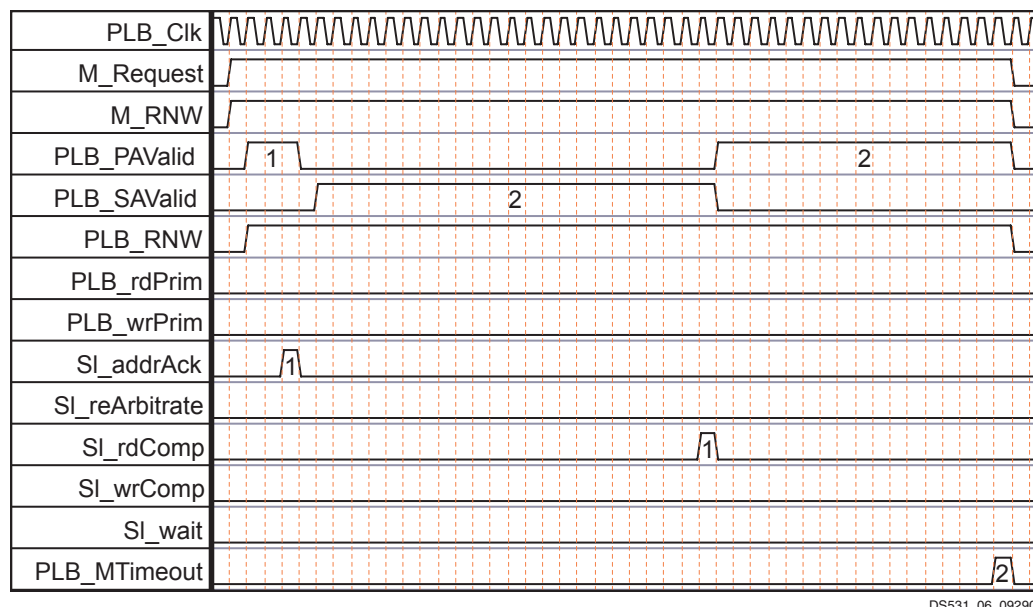 PLB_Clk
M_Request
M_RNW
PLB_PAValid 1 2
PLB_SAValid 2
PLB_RNW
PLB_rdPrim
PLB_wrPrim
Sl_addrAck 1
Sl_reArbitrate
Sl_rdComp 1
Sl_wrComp
Sl_wait
PLB_MTimeout 2